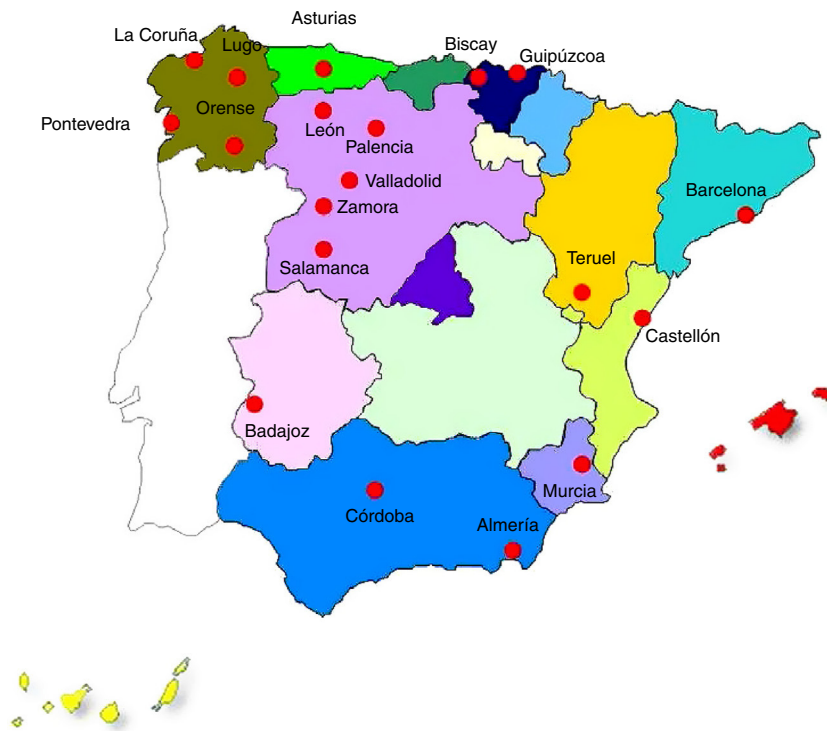 Asturias
La Coruña
Lugo
Biscay
Guipúzcoa
Orense
Pontevedra
León
Palencia
Valladolid
Zamora
Barcelona
Salamanca
Teruel
Castellón
Badajoz
Murcia
Córdoba
Almería